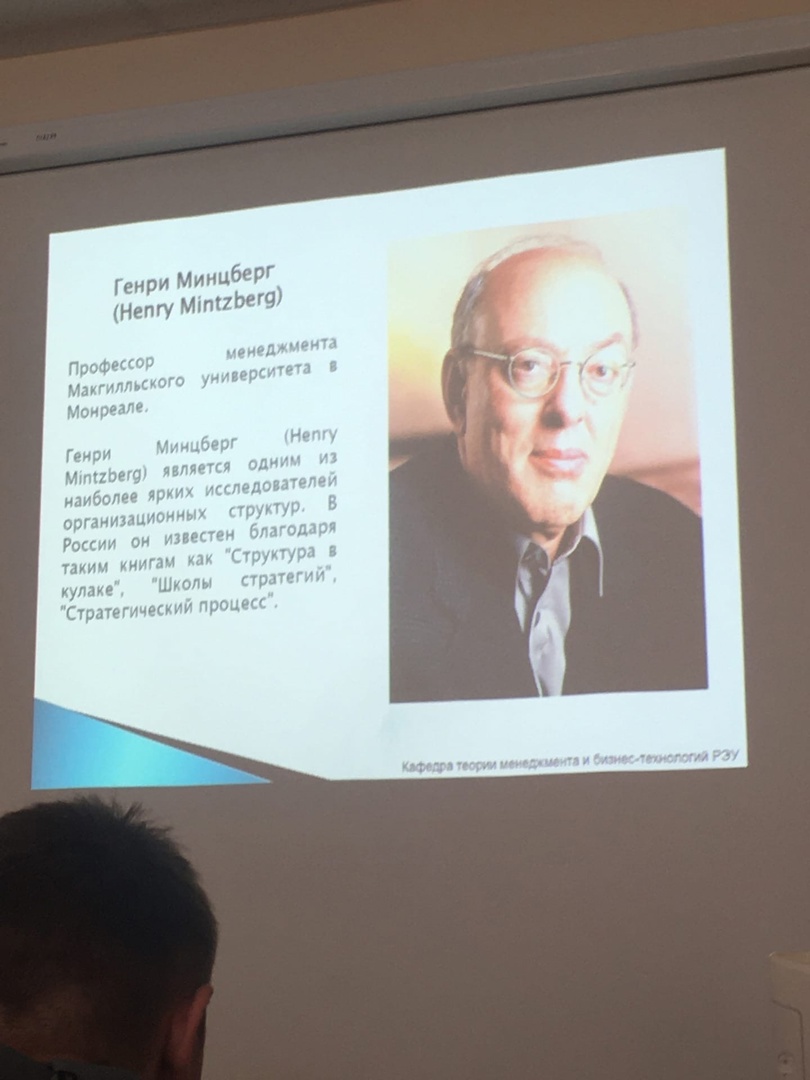 Генри Минцберг
(Henry Mintzberg)
Профессор менеджмента
Макгилльского университета в
Монреале.
Генри Минцберг (Henry
Mintzberg) является одним из
наиболее ярких исследователей
организационных структур. В
России он известен благодаря
таким книгам как "Структура в
кулаке", "Школы стратегий",
"Стратегический процесс".
Кафедра теории менеджмента и бизнес-технологий РЭУ